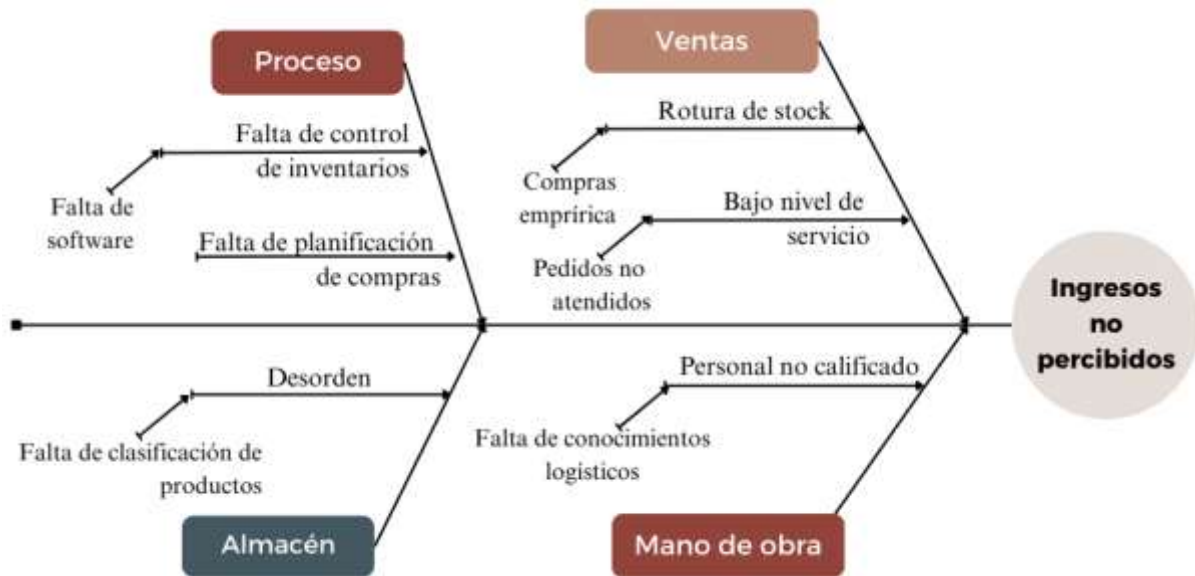 Proceso
Ventas
Falta de control
de inventarios
Falta de
software
Falta de planificación
de compras
Rotura de stock
Compras
emprírica
Bajo nivel de
servicio
Pedidos no
atendidos
Ingresos
no
percibidos
Desorden
Falta de clasificación de
productos
Personal no calificado
Falta de conocimientos
logísticos
Almacén
Mano de obra